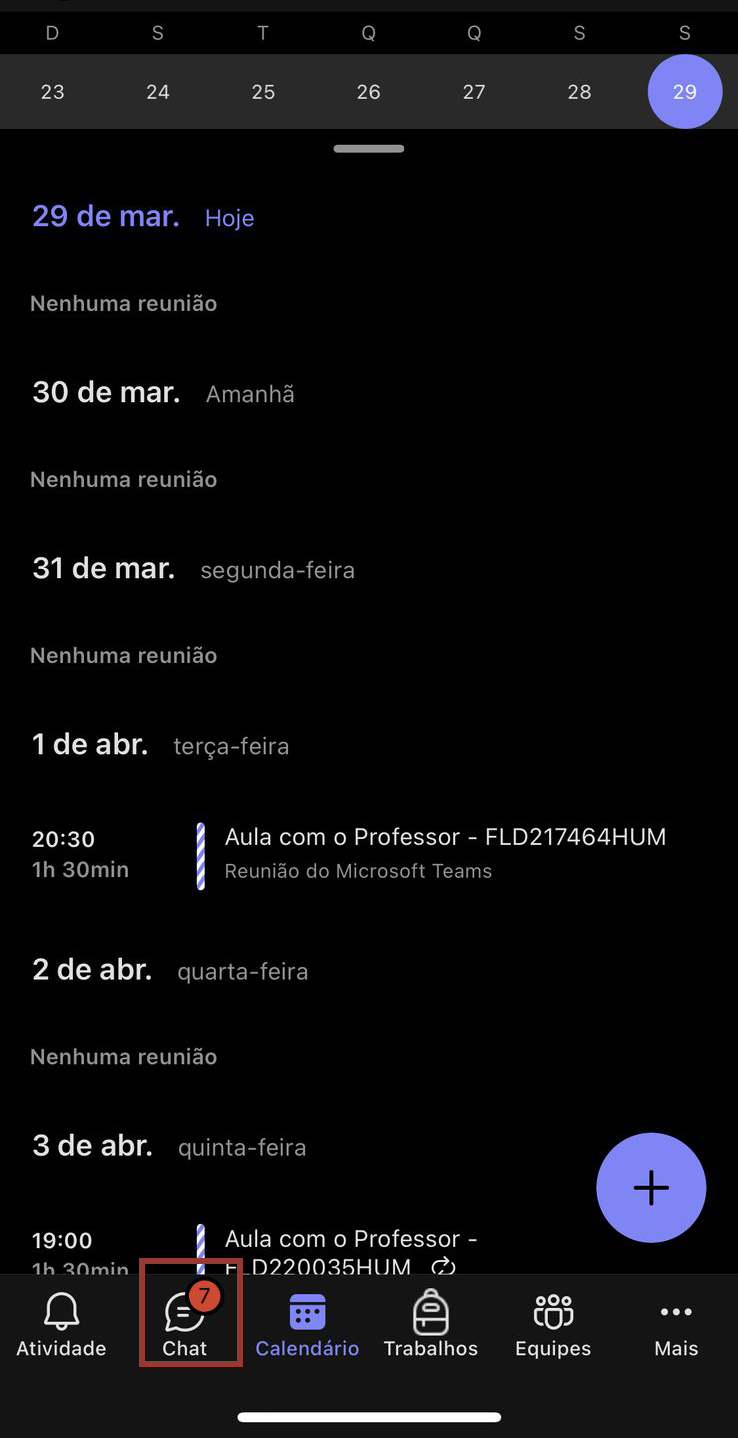 D S T Q Q S S
23 24 25 26 27 28 29
29 de mar. Hoje
Nenhuma reunião
30 de mar. Amanhã
Nenhuma reunião
31 de mar. segunda-feira
Nenhuma reunião
1 de abr. terça-feira
20:30 Aula com o Professor - FLD217464HUM
1h 30min Reunião do Microsoft Teams
2 de abr. quarta-feira
Nenhuma reunião
3 de abr. quinta-feira
19:00 Aula com o Professor -
1h 30min FLD220035HUM
7
Atividade Chat Calendário Trabalhos Equipes Mais